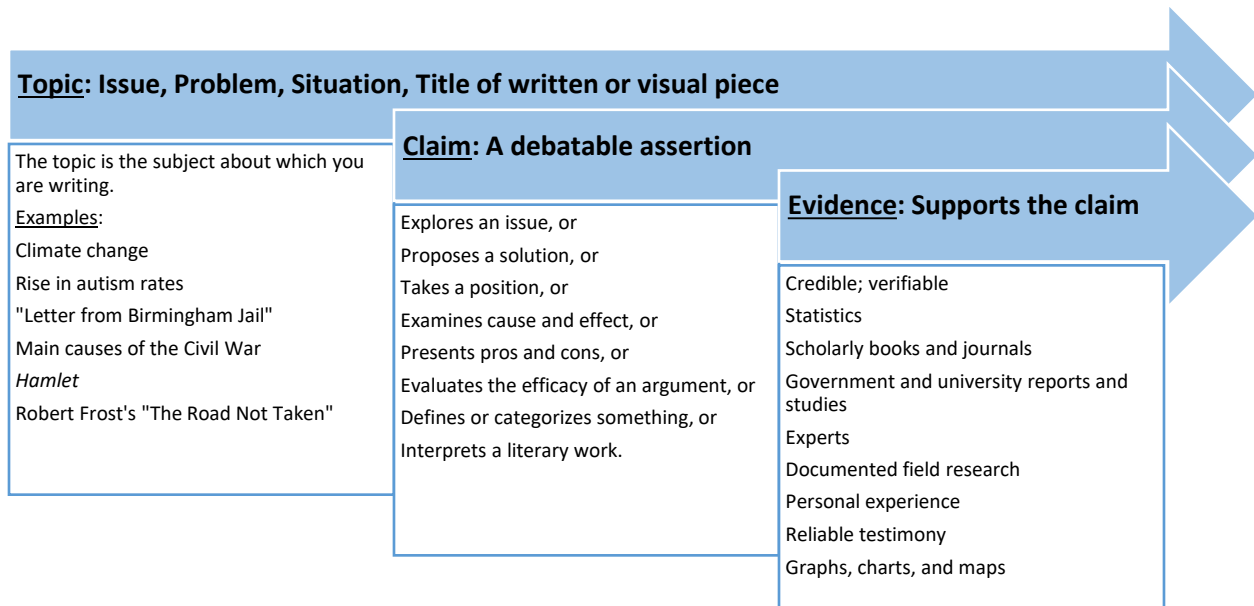 Topic: Issue, Problem, Situation, Title of written or visual piece
The topic is the subject about which you
are writing.
Examples:
Climate change
Rise in autism rates
"Letter from Birmingham Jail"
Main causes of the Civil War
Hamlet
Robert Frost's "The Road Not Taken"
Claim: A debatable assertion
Explores an issue, or
Proposes a solution, or
Takes a position, or
Examines cause and effect, or
Presents pros and cons, or
Evaluates the efficacy of an argument, or
Defines or categorizes something, or
Interprets a literary work.
Evidence: Supports the claim
Credible; verifiable
Statistics
Scholarly books and journals
Government and university reports and
studies
Experts
Documented field research
Personal experience
Reliable testimony
Graphs, charts, and maps